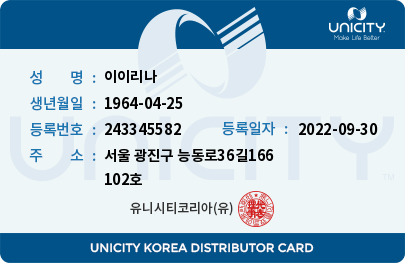 UNICITY
Make Life Better
성 명 : 이이리나
생년월일 : 1964-04-25
등록번호 : 243345582 등록일자 : 2022-09-30
주 소 : 서울 광진구 능동로36길166
102호
유니시티코리아(유)
UNICITY
UNICITY KOREA DISTRIBUTOR CARD